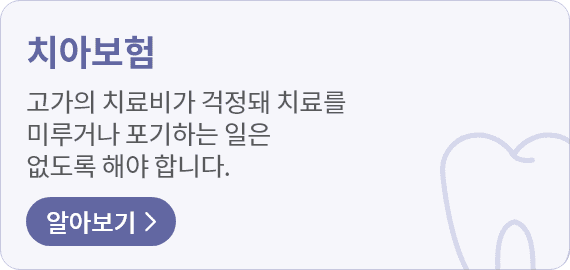 치아보험
고가의 치료비가 걱정돼 치료를
미루거나 포기하는 일은
없도록 해야 합니다.
알아보기